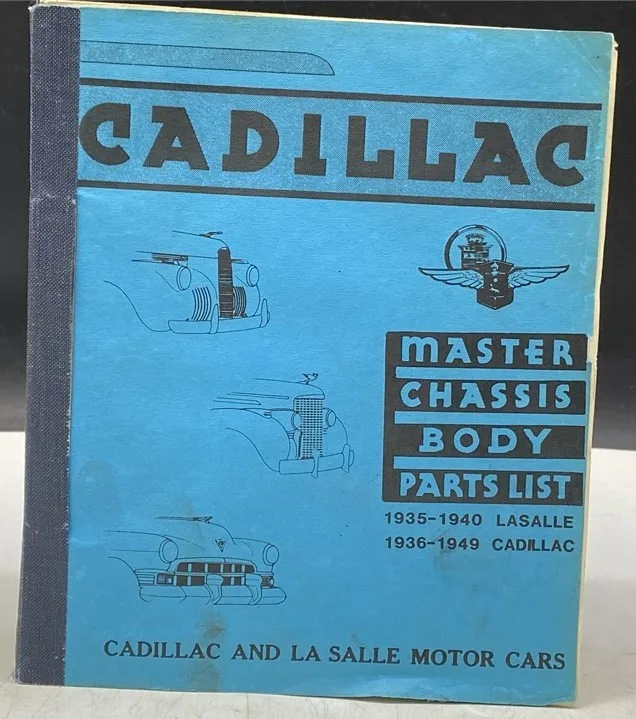 CADILLAC
MASTER
CHASSIS
BODY
PARTS LIST
1935-1940 LASALLE
1936-1949 CADILLAC
CADILLAC AND LA SALLE MOTOR CARS